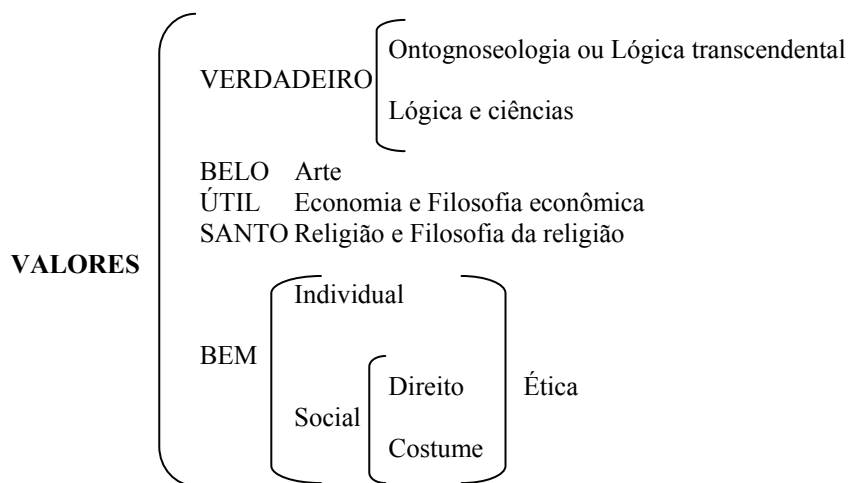 Ontognoseologia ou Lógica transcendental
VERDADEIRO
Lógica e ciências
BELO Arte
ÚTIL Economia e Filosofia econômica
SANTO Religião e Filosofia da religião
VALORES
Individual
BEM
Direito Ética
Social
Costume